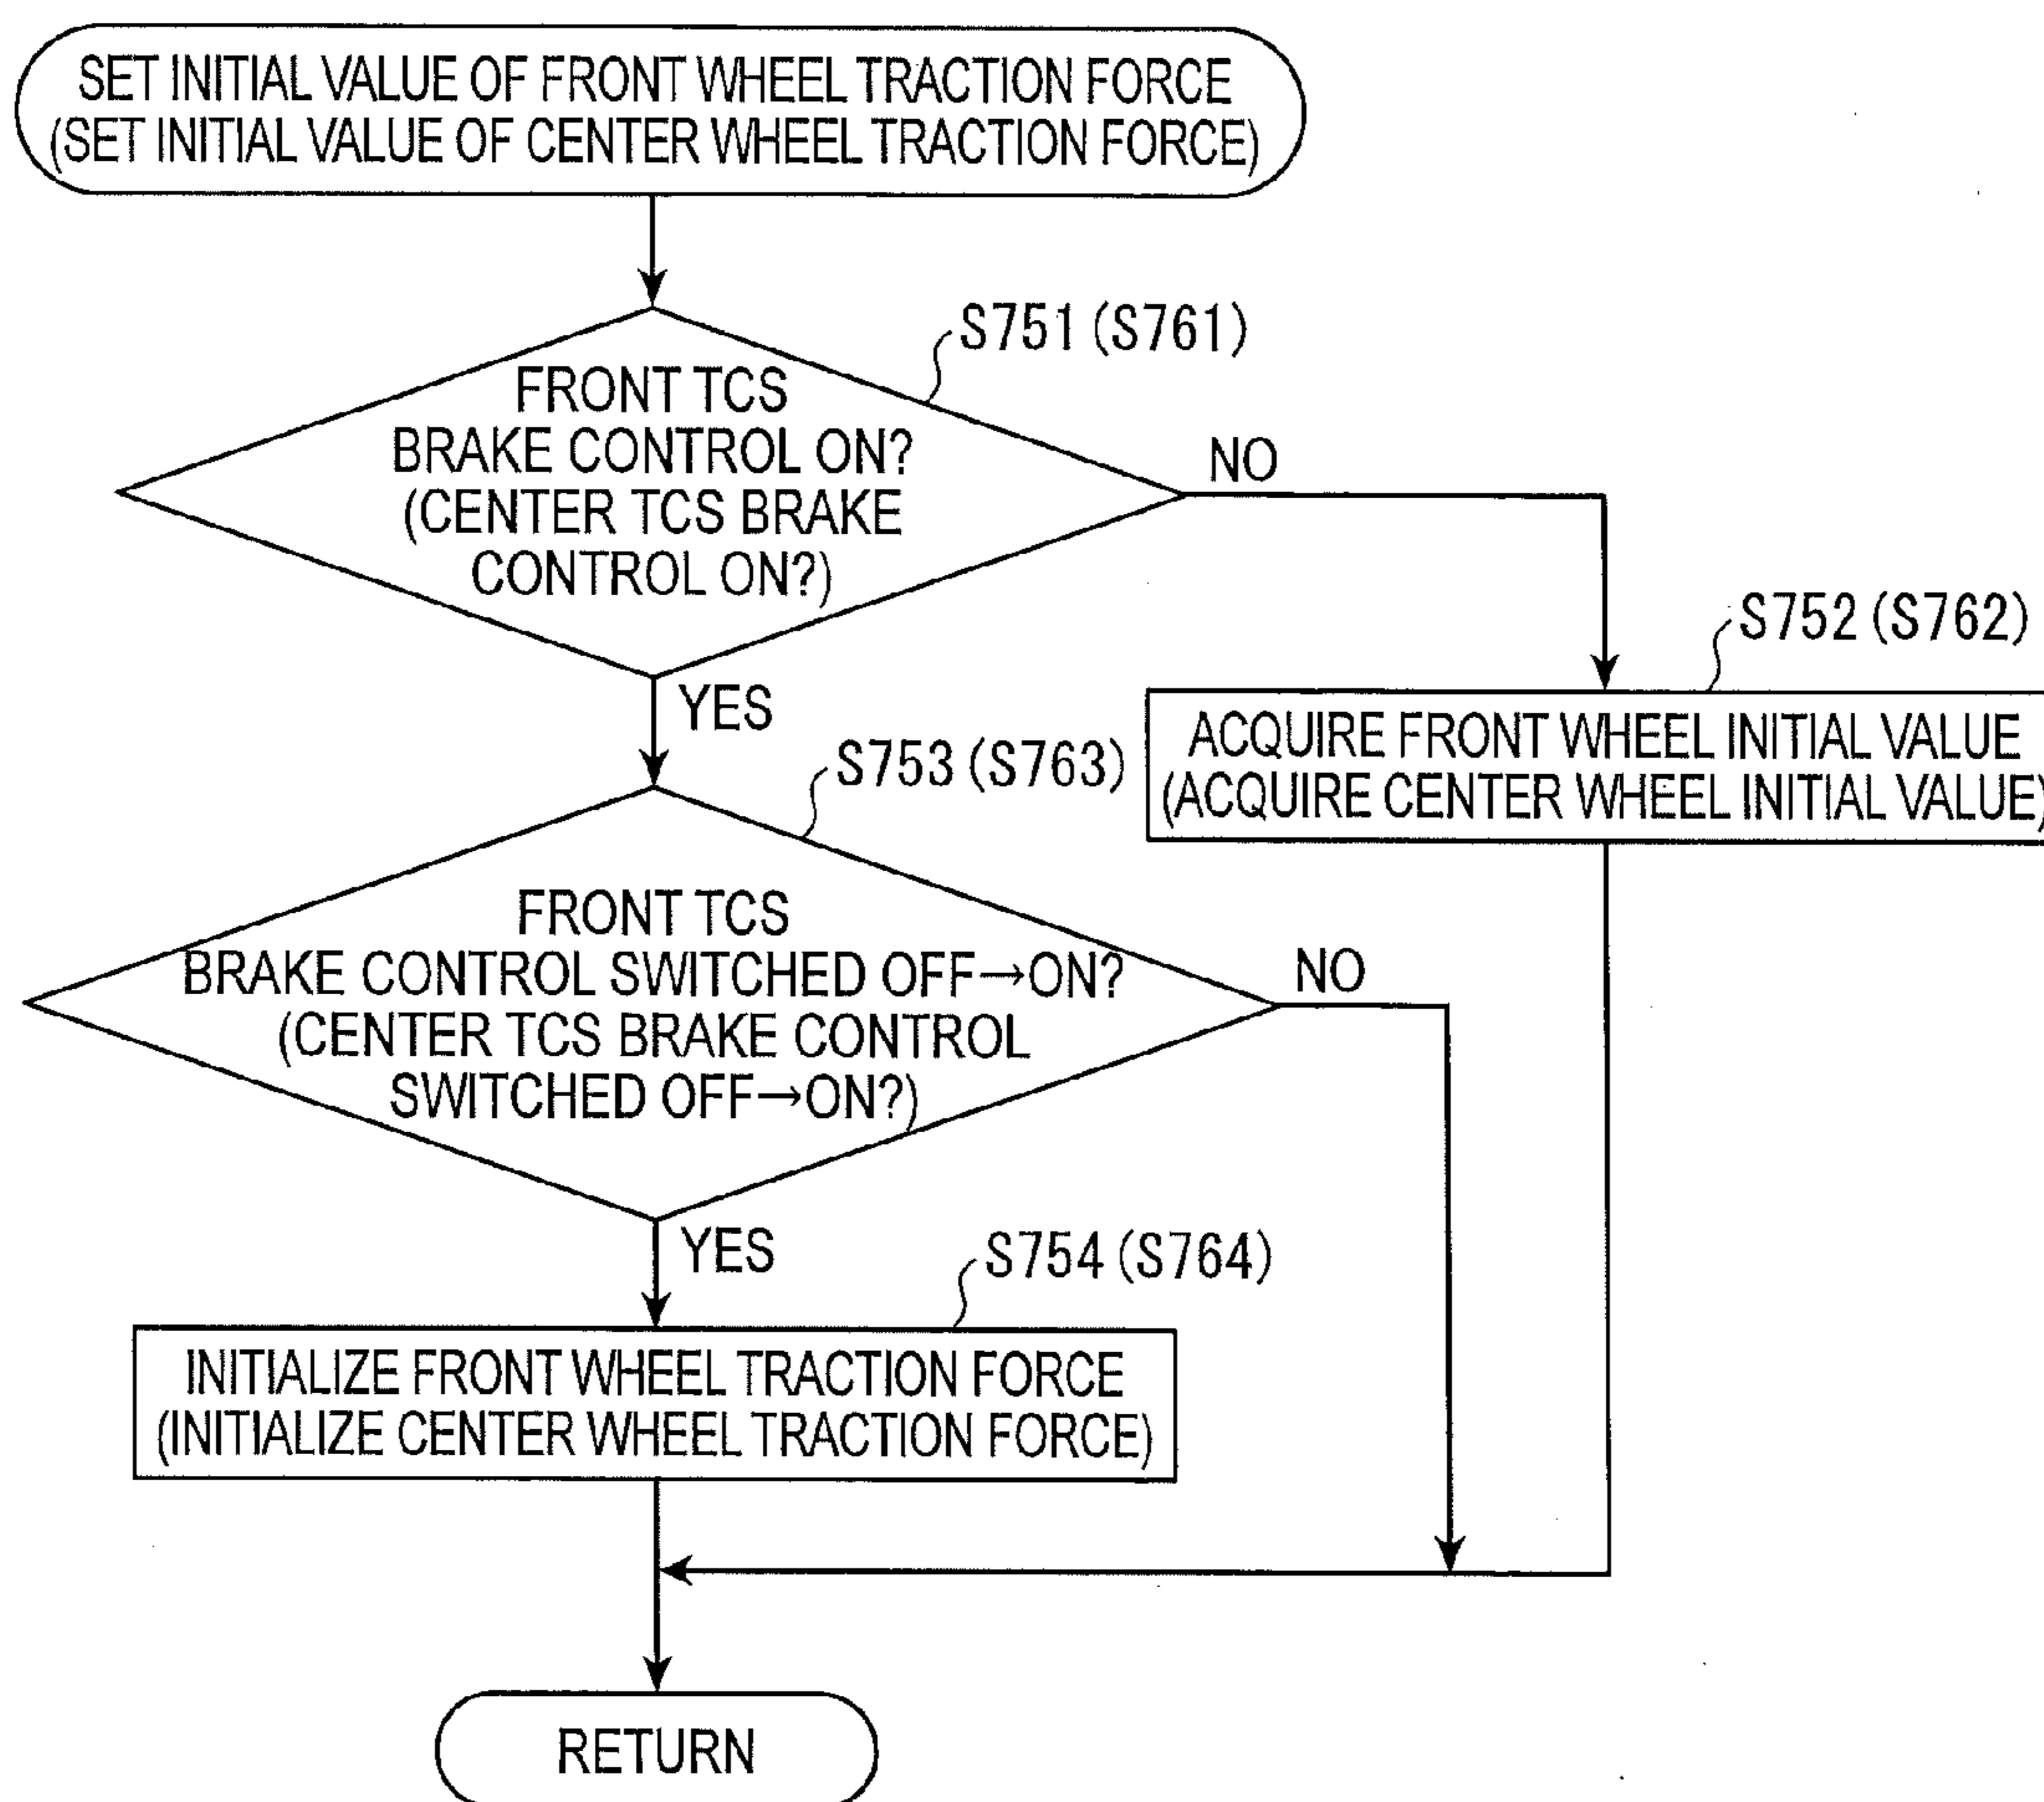 SET INITIAL VALUE OF FRONT WHEEL TRACTION FORCE
(SET INITIAL VALUE OF CENTER WHEEL TRACTION FORCE)
S751 (S761)
FRONT TCS
BRAKE CONTROL ON?
(CENTER TCS BRAKE
CONTROL ON?)
NO
YES
S752 (S762)
ACQUIRE FRONT WHEEL INITIAL VALUE
(ACQUIRE CENTER WHEEL INITIAL VALUE)
S753 (S763)
FRONT TCS
BRAKE CONTROL SWITCHED OFF→ON?
(CENTER TCS BRAKE CONTROL
SWITCHED OFF→ON?)
NO
YES
S754 (S764)
INITIALIZE FRONT WHEEL TRACTION FORCE
(INITIALIZE CENTER WHEEL TRACTION FORCE)
RETURN